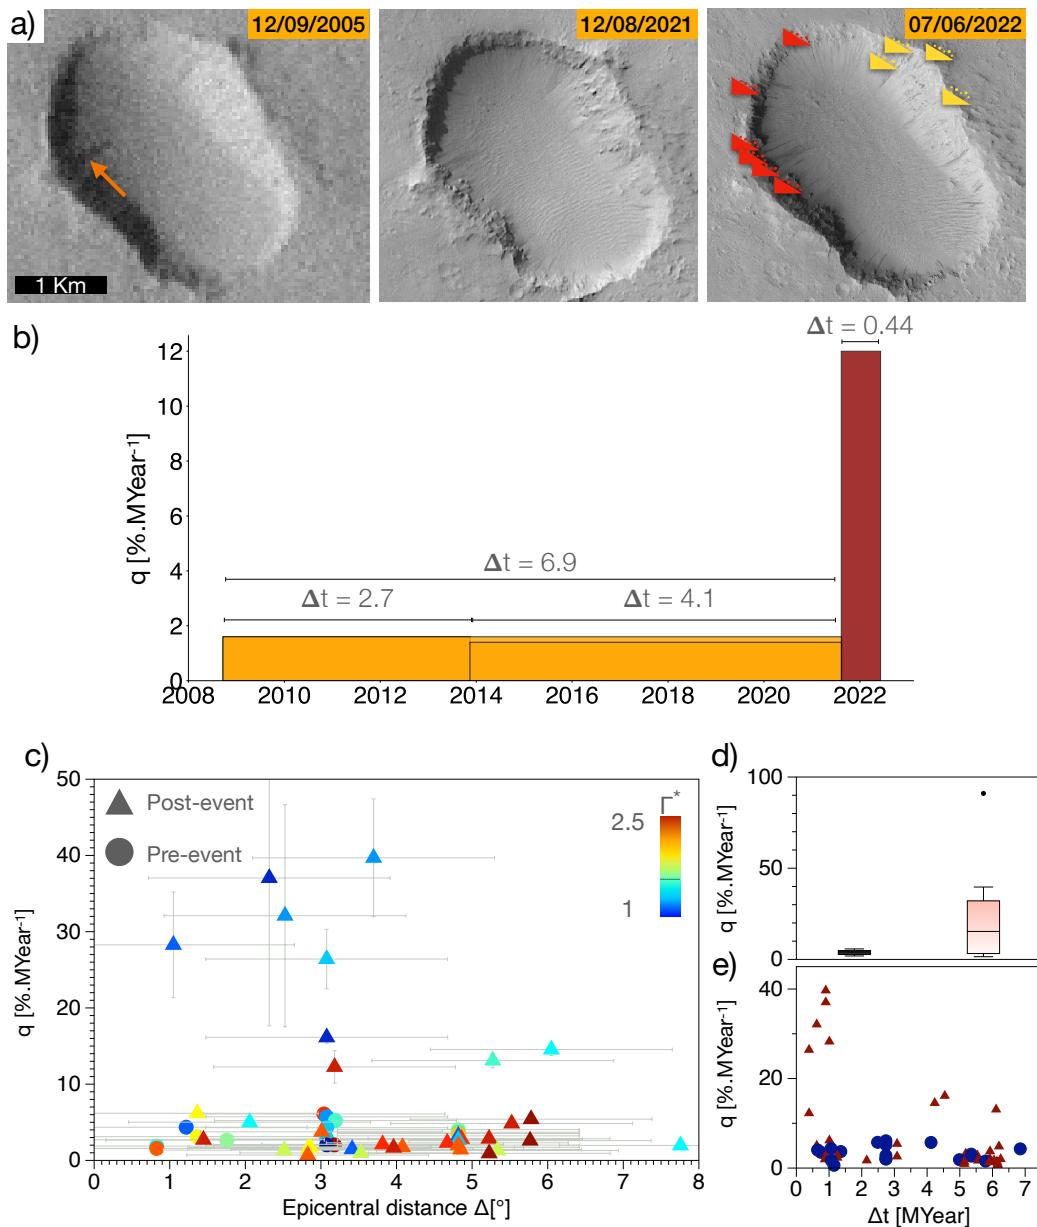 a)
12/09/2005
12/08/2021
07/06/2022
1 Km
b)
Δt = 0.44
12
10
8
6
4
2
0
q [%.MYear⁻¹]
Δt = 6.9
Δt = 2.7
Δt = 4.1
2008 2010 2012 2014 2016 2018 2020 2022
c)
50
40
30
20
10
0
q [%.MYear⁻¹]
Post-event
Pre-event
Γ*
2.5
1
0 1 2 3 4 5 6 7 8
Epicentral distance Δ[°]
d)
100
50
0
q [%.MYear⁻¹]
e)
40
20
0
q [%.MYear⁻¹]
0 1 2 3 4 5 6 7
Δt [MYear]